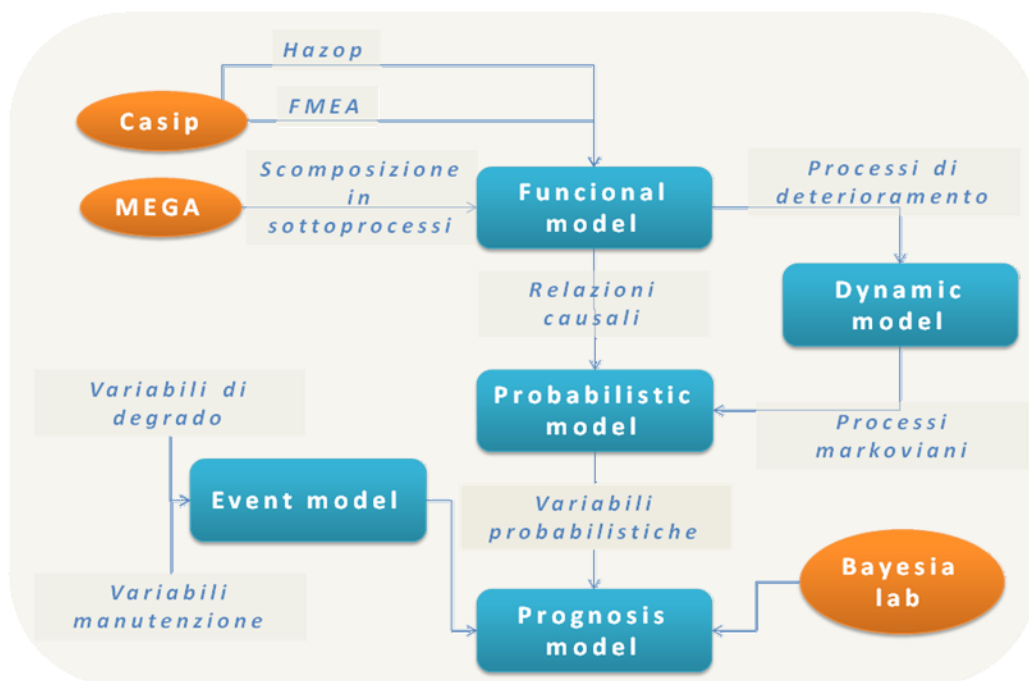 Hazop
Casip
FMEA
MEGA
Scomposizione
in
sottoprocessi
Funcional
model
Processi di
deterioramento
Relazioni
causali
Dynamic
model
Variabili di
degrado
Probabilistic
model
Processi
markoviani
Event model
Variabili
probabilistiche
Variabili
manutenzione
Bayesia
lab
Prognosis
model